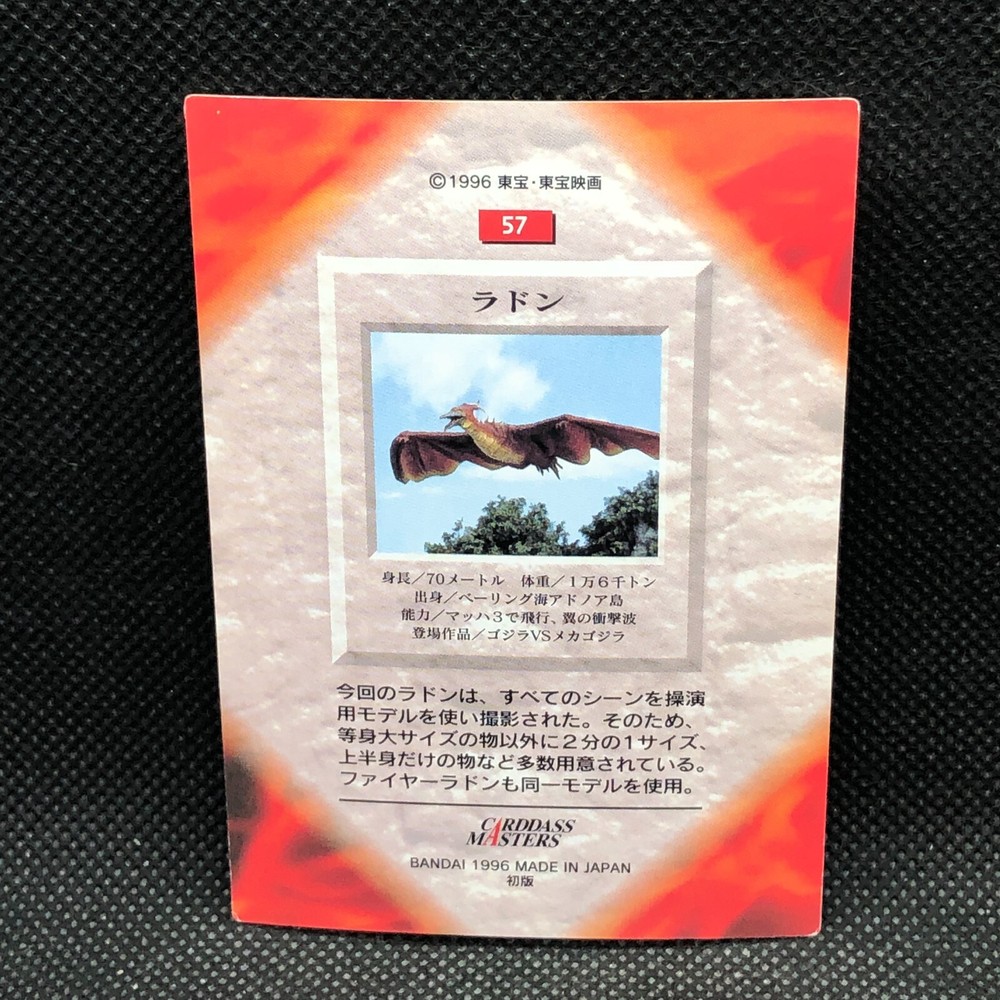 ©1996 東宝・東宝映画
57
ラドン
身長／70メートル　体重／1万6千トン
出身／ベーリング海アドノア島
能力／マッハ3で飛行、翼の衝撃波
登場作品／ゴジラVSメカゴジラ
今回のラドンは、すべてのシーンを操演
用モデルを使い撮影された。そのため、
等身大サイズの物以外に2分の1サイズ、
上半身だけの物など多数用意されている。
ファイヤーラドンも同一モデルを使用。
CARDDASS
MASTERS
BANDAI 1996 MADE IN JAPAN
初版